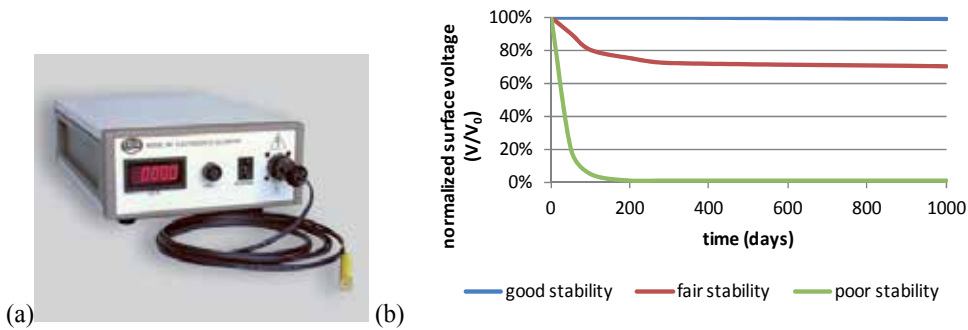 .0000
(a)
(b)
normalized surface voltage
(V/V₀)
100%
80%
60%
40%
20%
0%
0
200
400
600
800
1000
time (days)
good stability
fair stability
poor stability